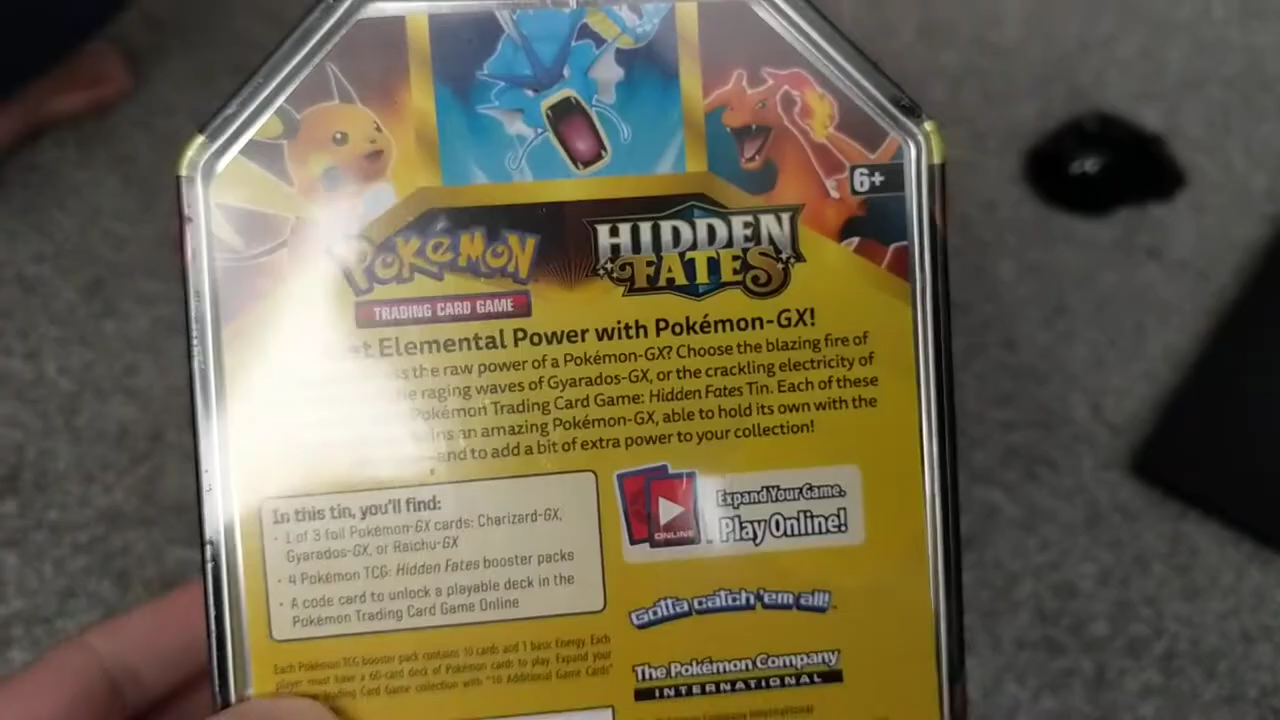 6+
POKéMON
HIDDEN
FATES
TRADING CARD GAME
Elemental Power with Pokémon-GX!
the raw power of a Pokémon-GX? Choose the blazing fire of
raging waves of Gyarados-GX, or the crackling electricity of
Pokémon Trading Card Game: Hidden Fates Tin. Each of these
an amazing Pokémon-GX, able to hold its own with the
and to add a bit of extra power to your collection!
In this tin, you'll find:
• 1 of 3 foil Pokémon-GX cards: Charizard-GX,
Gyarados-GX, or Raichu-GX
• 4 Pokémon TCG: Hidden Fates booster packs
• A code card to unlock a playable deck in the
Pokémon Trading Card Game Online
ONLINE
Expand Your Game.
Play Online!
Gotta catch 'em all!™
The Pokémon Company
INTERNATIONAL
Each Pokémon TCG booster pack contains 10 cards and 1 basic Energy. Each
player must have a 60-card deck of Pokémon cards to play. Expand your
Trading Card Game collection with "10 Additional Game Cards"